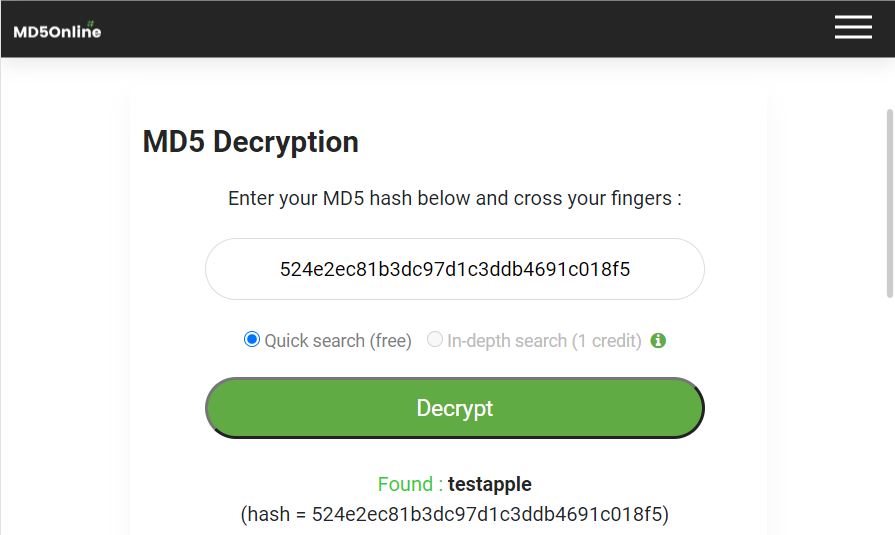 MD5Online#
MD5 Decryption
Enter your MD5 hash below and cross your fingers :
524e2ec81b3dc97d1c3ddb4691c018f5
Quick search (free) In-depth search (1 credit)
Decrypt
Found : testapple
(hash = 524e2ec81b3dc97d1c3ddb4691c018f5)